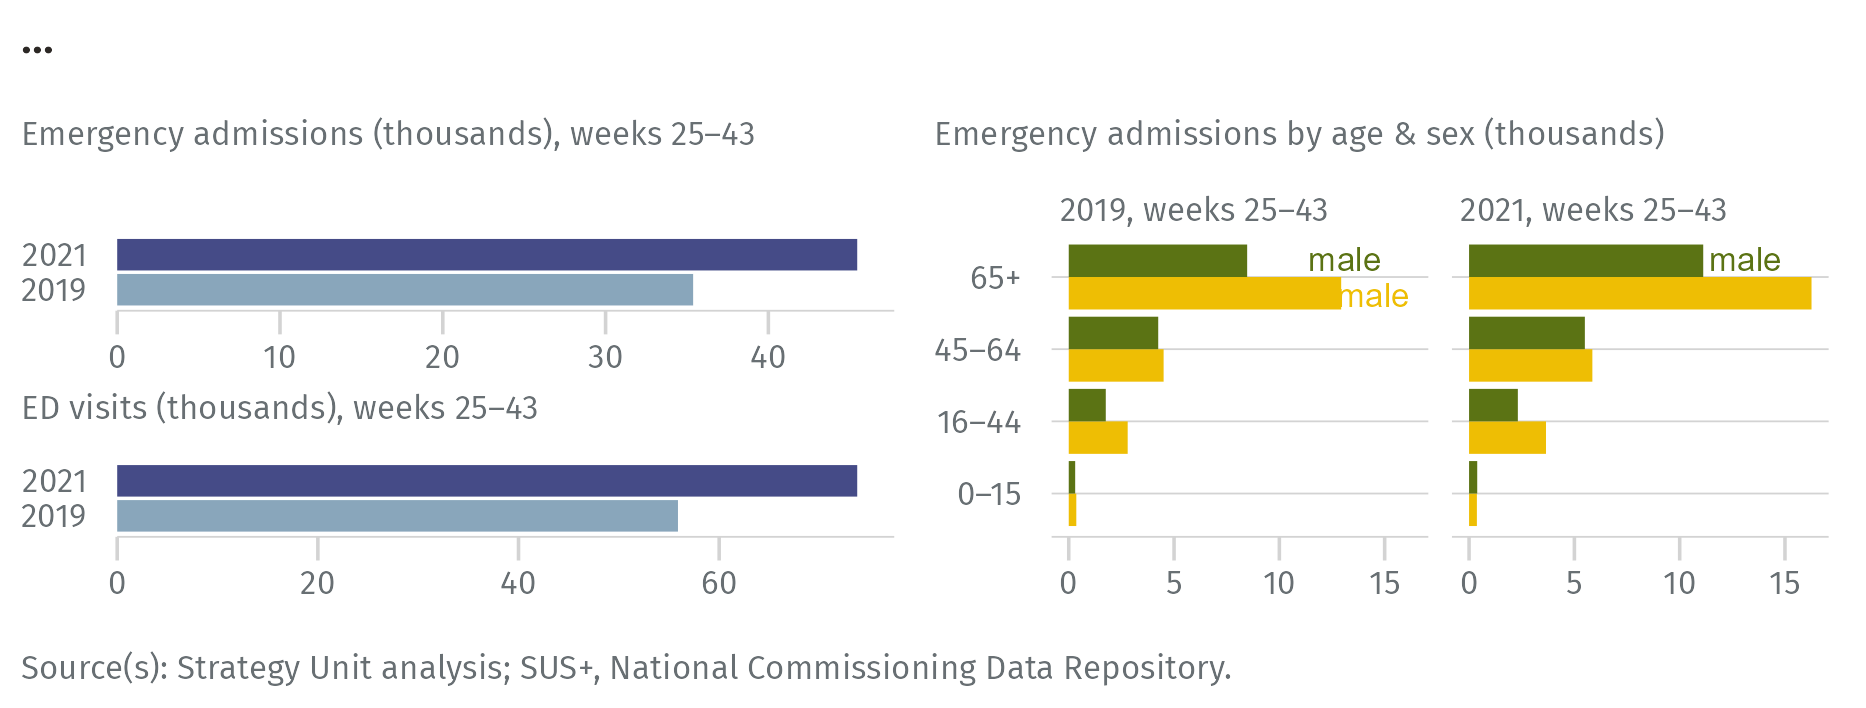 ...
Emergency admissions (thousands), weeks 25–43
2021
2019
0 10 20 30 40
ED visits (thousands), weeks 25–43
2021
2019
0 20 40 60
Emergency admissions by age & sex (thousands)
2019, weeks 25–43 2021, weeks 25–43
male male
65+
male
45–64
16–44
0–15
0 5 10 15 0 5 10 15
Source(s): Strategy Unit analysis; SUS+, National Commissioning Data Repository.